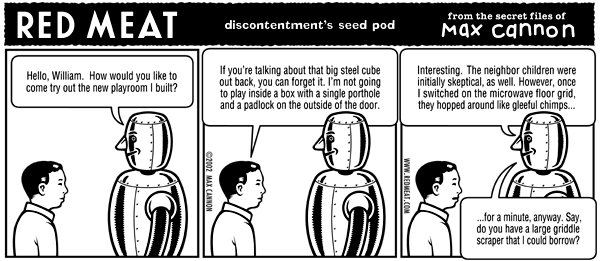 RED MEAT
discontentment's seed pod
from the secret files of
Max cannon
Hello, William. How would you like to
come try out the new playroom I built?
If you're talking about that big steel cube
out back, you can forget it. I'm not going
to play inside a box with a single porthole
and a padlock on the outside of the door.
©2002 MAX CANNON
Interesting. The neighbor children were
initially skeptical, as well. However, once
I switched on the microwave floor grid,
they hopped around like gleeful chimps...
WWW.REDMEAT.COM
...for a minute, anyway. Say,
do you have a large griddle
scraper that I could borrow?